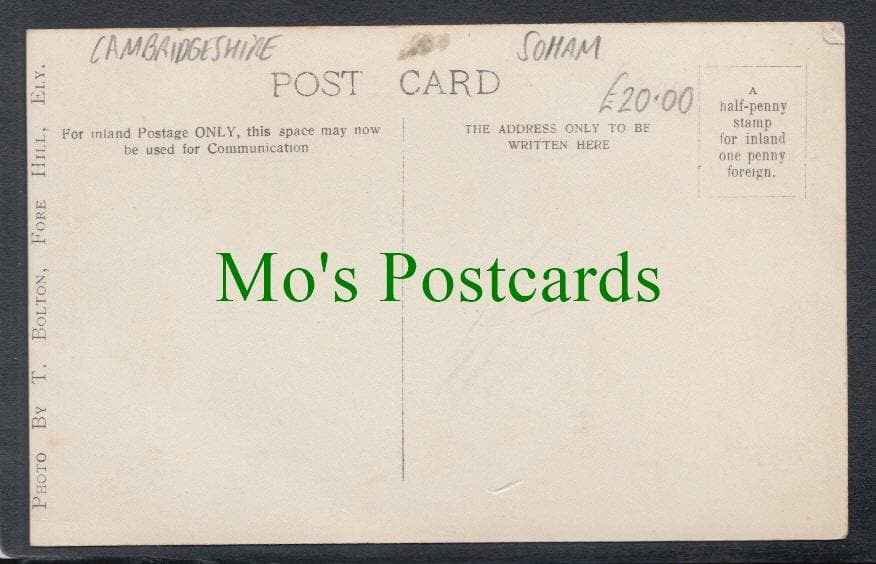 CAMBRIDGESHIRE
SOHAM
POST CARD
£20.00
For inland Postage ONLY, this space may now
be used for Communication
THE ADDRESS ONLY TO BE
WRITTEN HERE
A
half-penny
stamp
for inland
one penny
foreign.
PHOTO BY T. BOLTON, FORE HILL, ELY.
Mo's Postcards